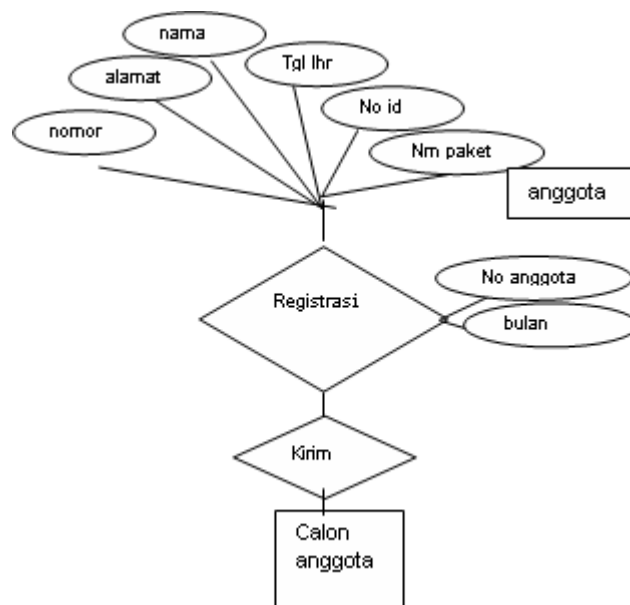 nama
Tgl lhr
alamat
No id
nomor
Nm paket
anggota
No anggota
Registrasi
bulan
Kirim
Calon
anggota